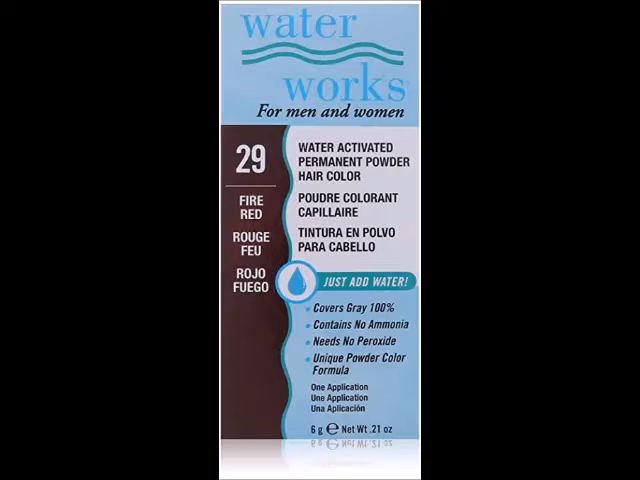 water
works
For men and women
29
FIRE
RED
ROUGE
FEU
ROJO
FUEGO
WATER ACTIVATED
PERMANENT POWDER
HAIR COLOR
POUDRE COLORANT
CAPILLAIRE
TINTURA EN POLVO
PARA CABELLO
JUST ADD WATER!
• Covers Gray 100%
• Contains No Ammonia
• Needs No Peroxide
• Unique Powder Color
Formula
One Application
Une Application
Una Aplicación
6 g ℮ Net Wt .21 oz